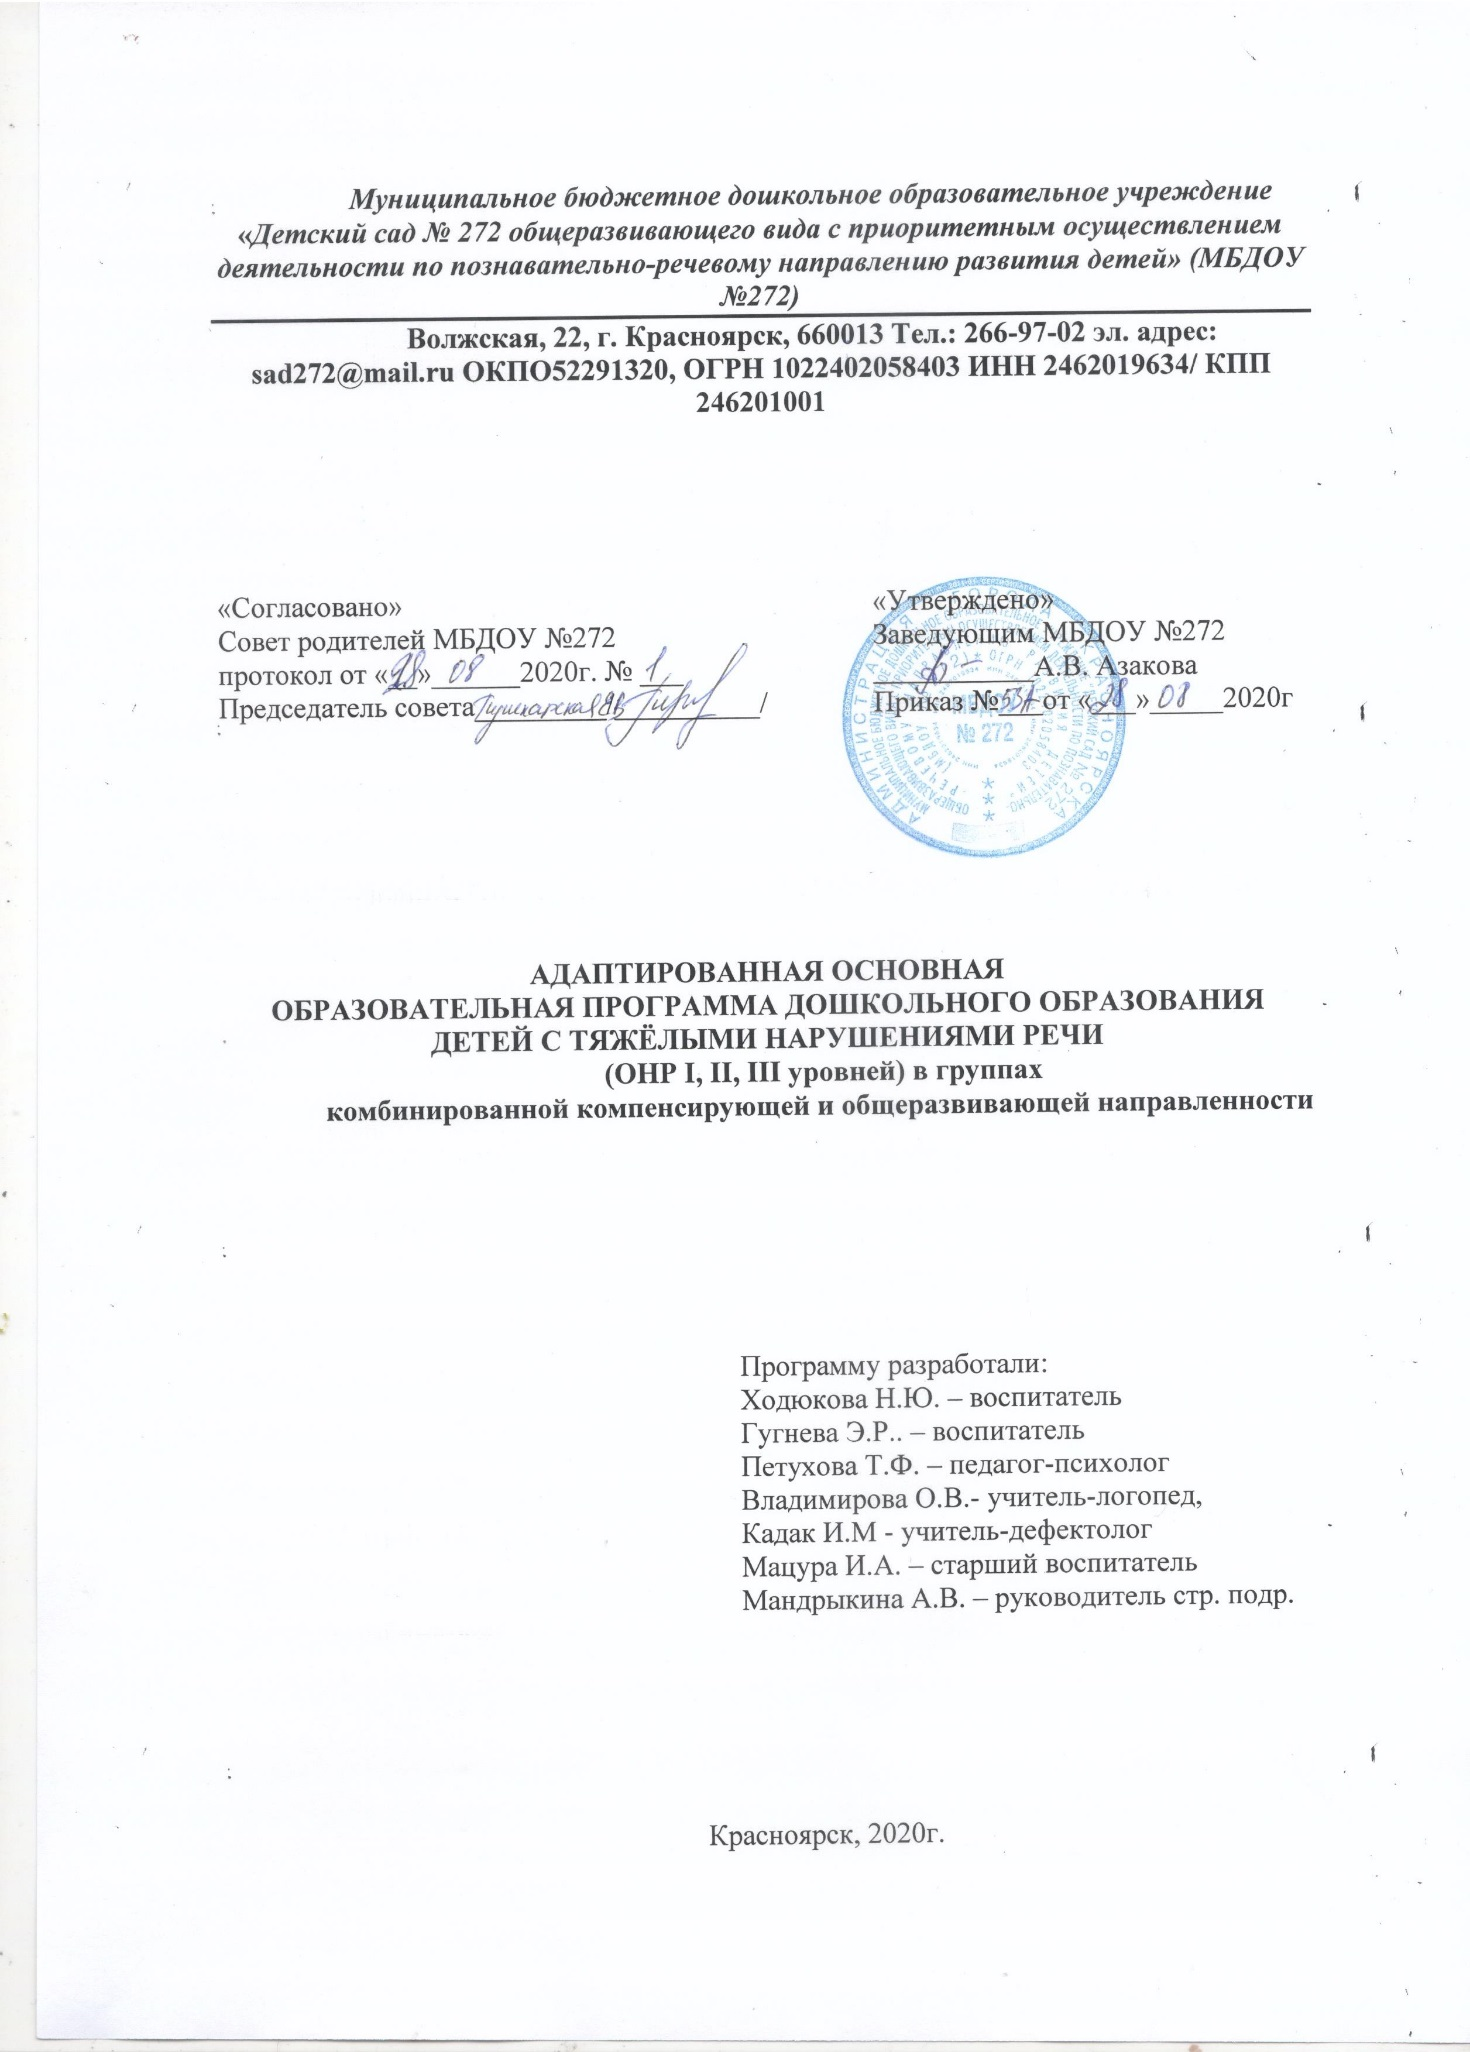 Муниципальное бюджетное дошкольное образовательное учреждение
«Детский сад № 272 общеразвивающего вида с приоритетным осуществлением
деятельности по познавательно-речевому направлению развития детей» (МБДОУ
№272)
Волжская, 22, г. Красноярск, 660013 Тел.: 266-97-02 эл. адрес:
sad272@mail.ru ОКПО52291320, ОГРН 1022402058403 ИНН 2462019634/ КПП
246201001
«Согласовано»
Совет родителей МБДОУ №272
протокол от «28» 08 2020г. № 1
Председатель совета /
«Утверждено»
Заведующим МБДОУ №272
А.В. Азакова
Приказ № от «28» 08 2020г
№ 272
АДАПТИРОВАННАЯ ОСНОВНАЯ
ОБРАЗОВАТЕЛЬНАЯ ПРОГРАММА ДОШКОЛЬНОГО ОБРАЗОВАНИЯ
ДЕТЕЙ С ТЯЖЁЛЫМИ НАРУШЕНИЯМИ РЕЧИ
(ОНР I, II, III уровней) в группах
комбинированной компенсирующей и общеразвивающей направленности
Программу разработали:
Ходюкова Н.Ю. – воспитатель
Гугнева Э.Р.. – воспитатель
Петухова Т.Ф. – педагог-психолог
Владимирова О.В.- учитель-логопед,
Кадак И.М - учитель-дефектолог
Мацура И.А. – старший воспитатель
Мандрыкина А.В. – руководитель стр. подр.
Красноярск, 2020г.